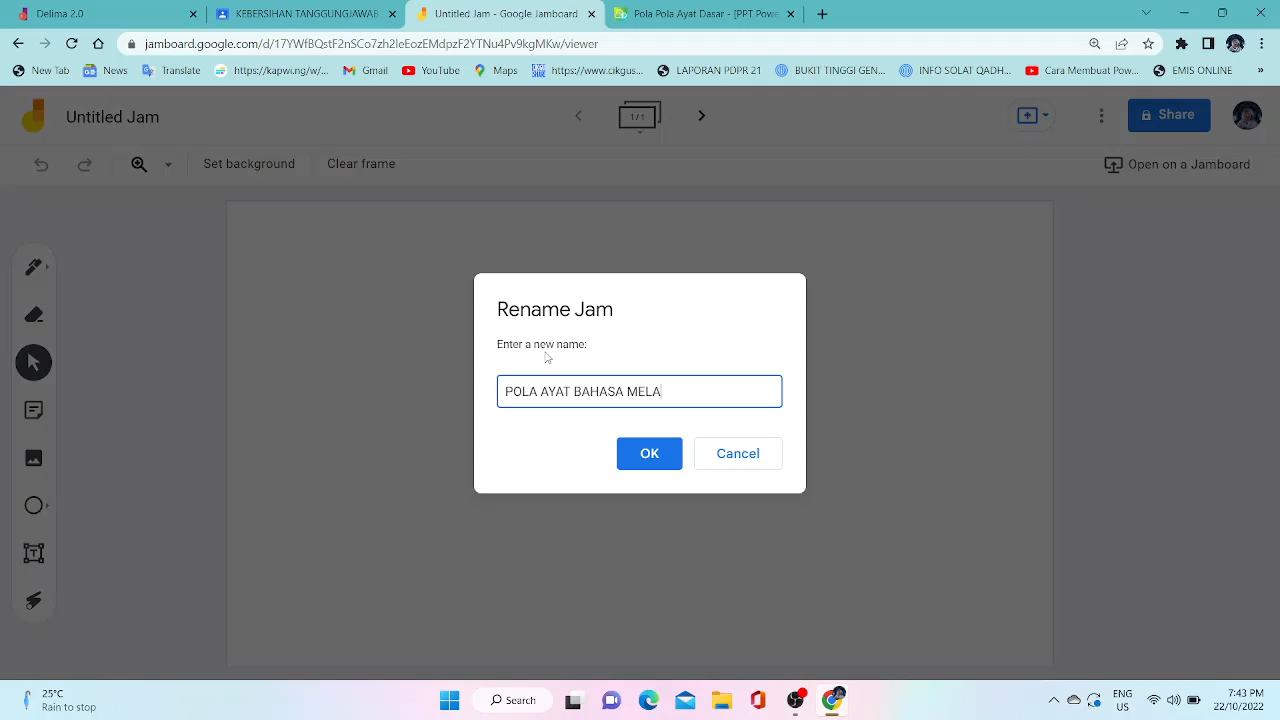 Delima 2.0
KEBERSIHAN TANGGUNGJAWAB
Untitled Jam - Google Jamboard
Pola Pola Ayat Dasar - [PPT Powe
jamboard.google.com/d/17YWfBQstF2nSCo7zh2leEozEMdpzF2YTNu4Pv9kgMKw/viewer
New Tab
News
Translate
https://kapwing.g/w/...
Gmail
YouTube
Maps
https://www.cikgus...
LAPORAN PDPR 21
BUKIT TINGGI GEN...
INFO SOLAT QADH...
Cara Membuat Pow...
EMIS ONLINE
»
Untitled Jam
1/1
Share
Set background
Clear frame
Open on a Jamboard
Rename Jam
Enter a new name:
POLA AYAT BAHASA MELA
OK
Cancel
25°C
Rain to stop
Search
ENG
US
7:43 PM
22/10/2022